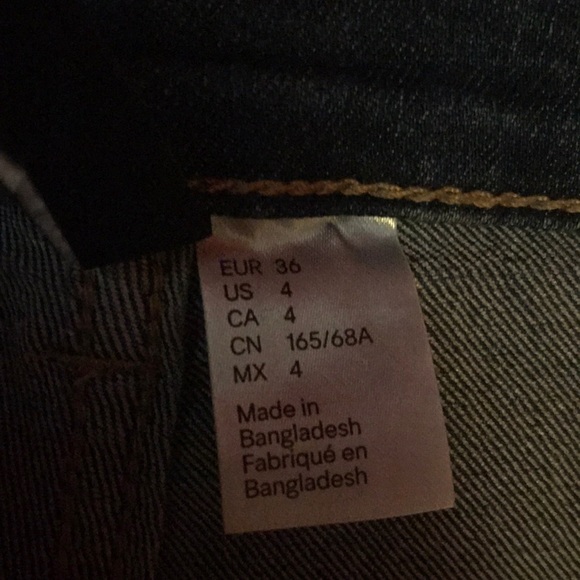 EUR 36
US 4
CA 4
CN 165/68A
MX 4
Made in
Bangladesh
Fabriqué en
Bangladesh